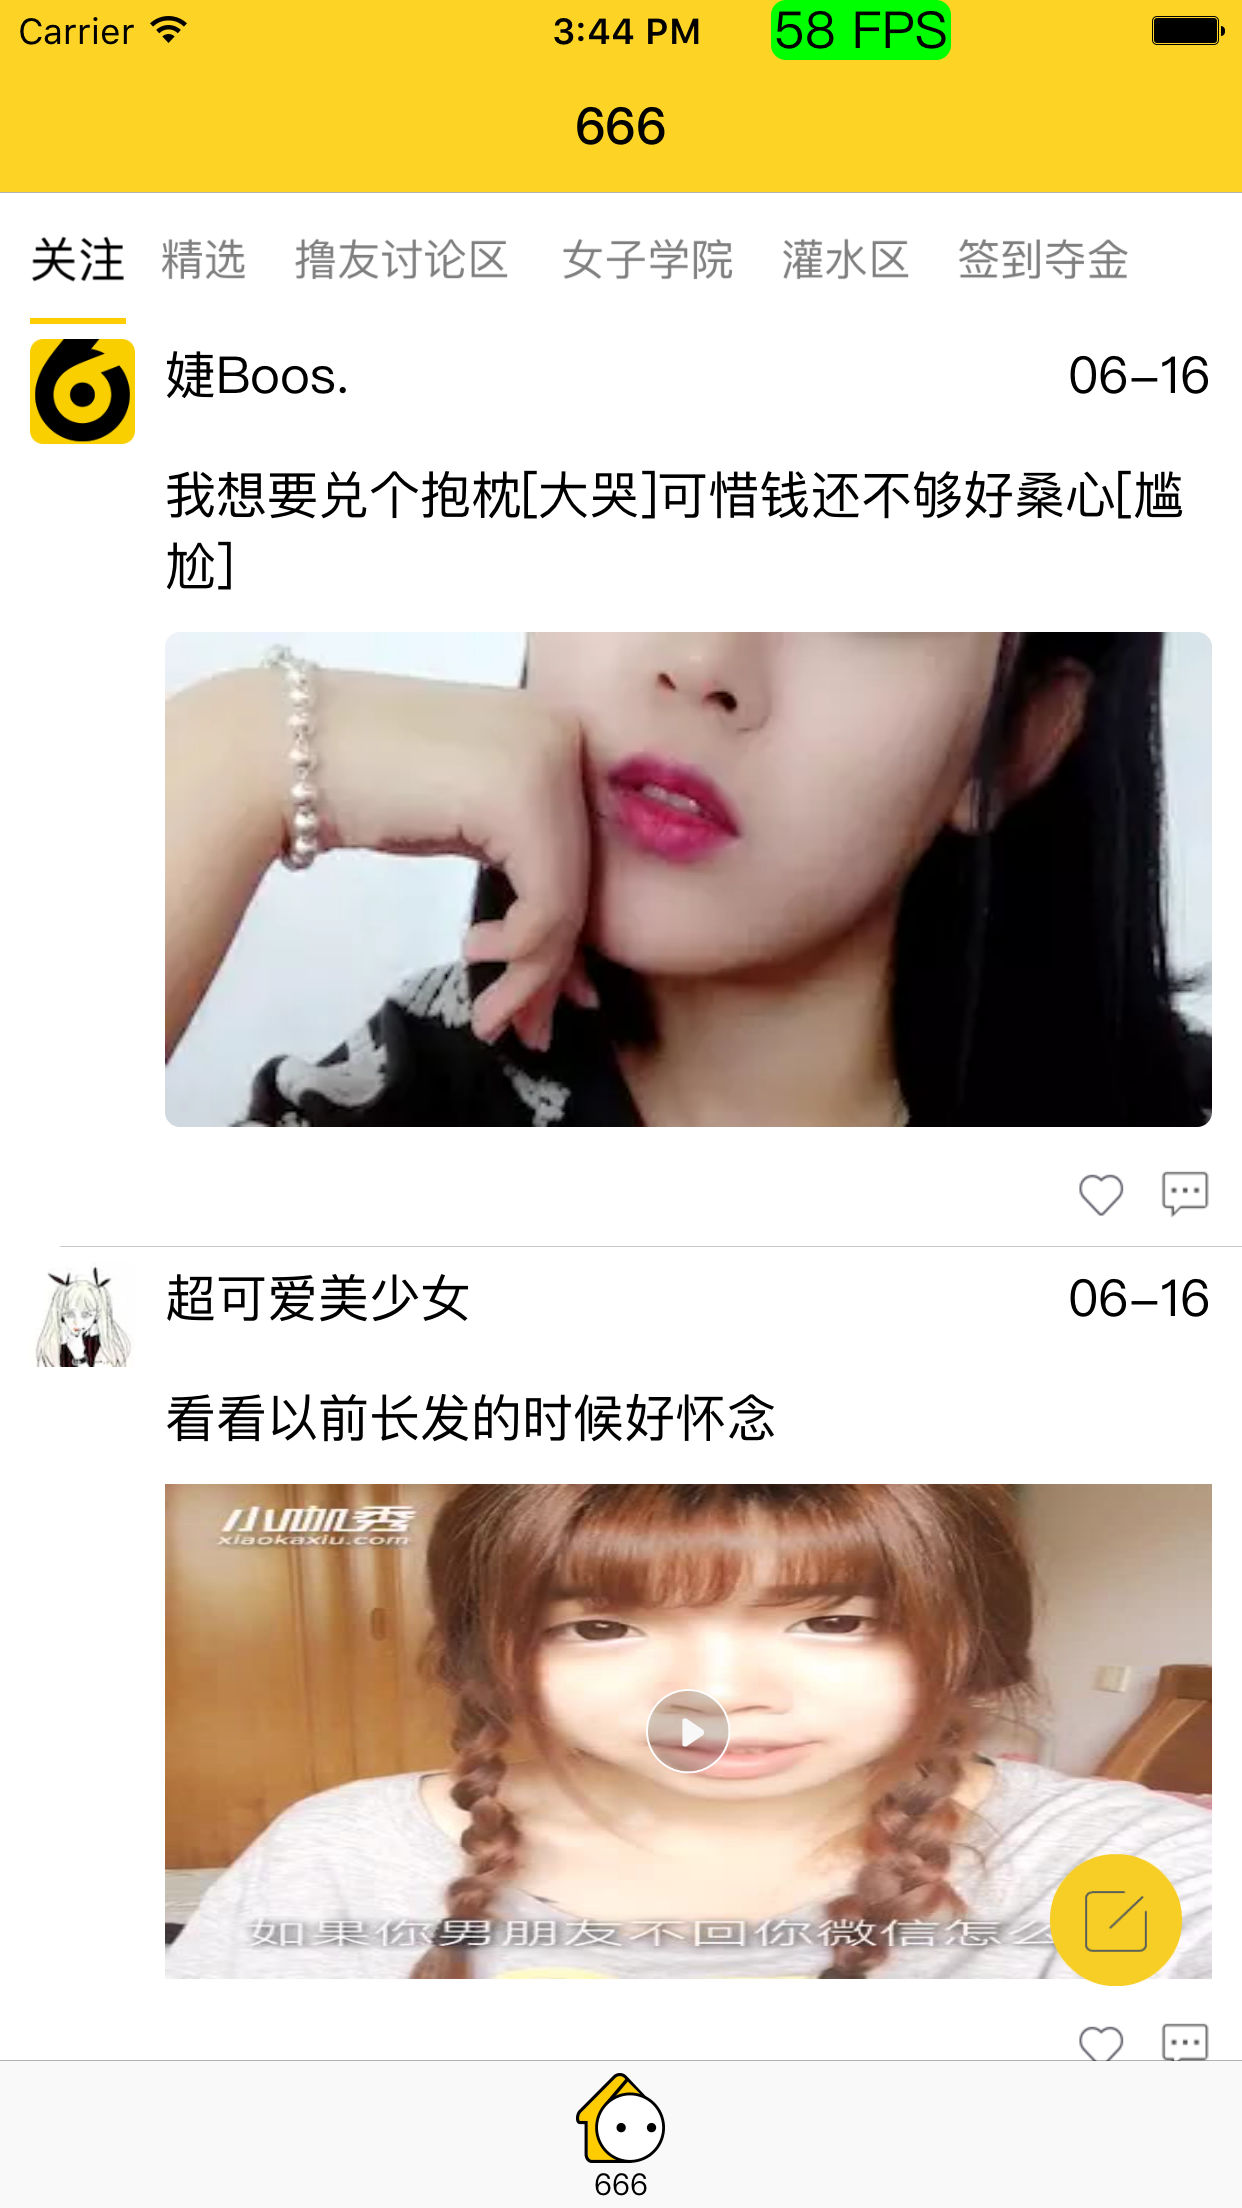 Carrier 3:44 PM 58 FPS
666
关注 精选 撸友讨论区 女子学院 灌水区 签到夺金
婕Boos. 06-16
我想要兑个抱枕[大哭]可惜钱还不够好桑心[尴
尬]
超可爱美少女 06-16
看看以前长发的时候好怀念
小咖秀
xiaokaxiu.com
如果你男朋友不回你微信怎么
666